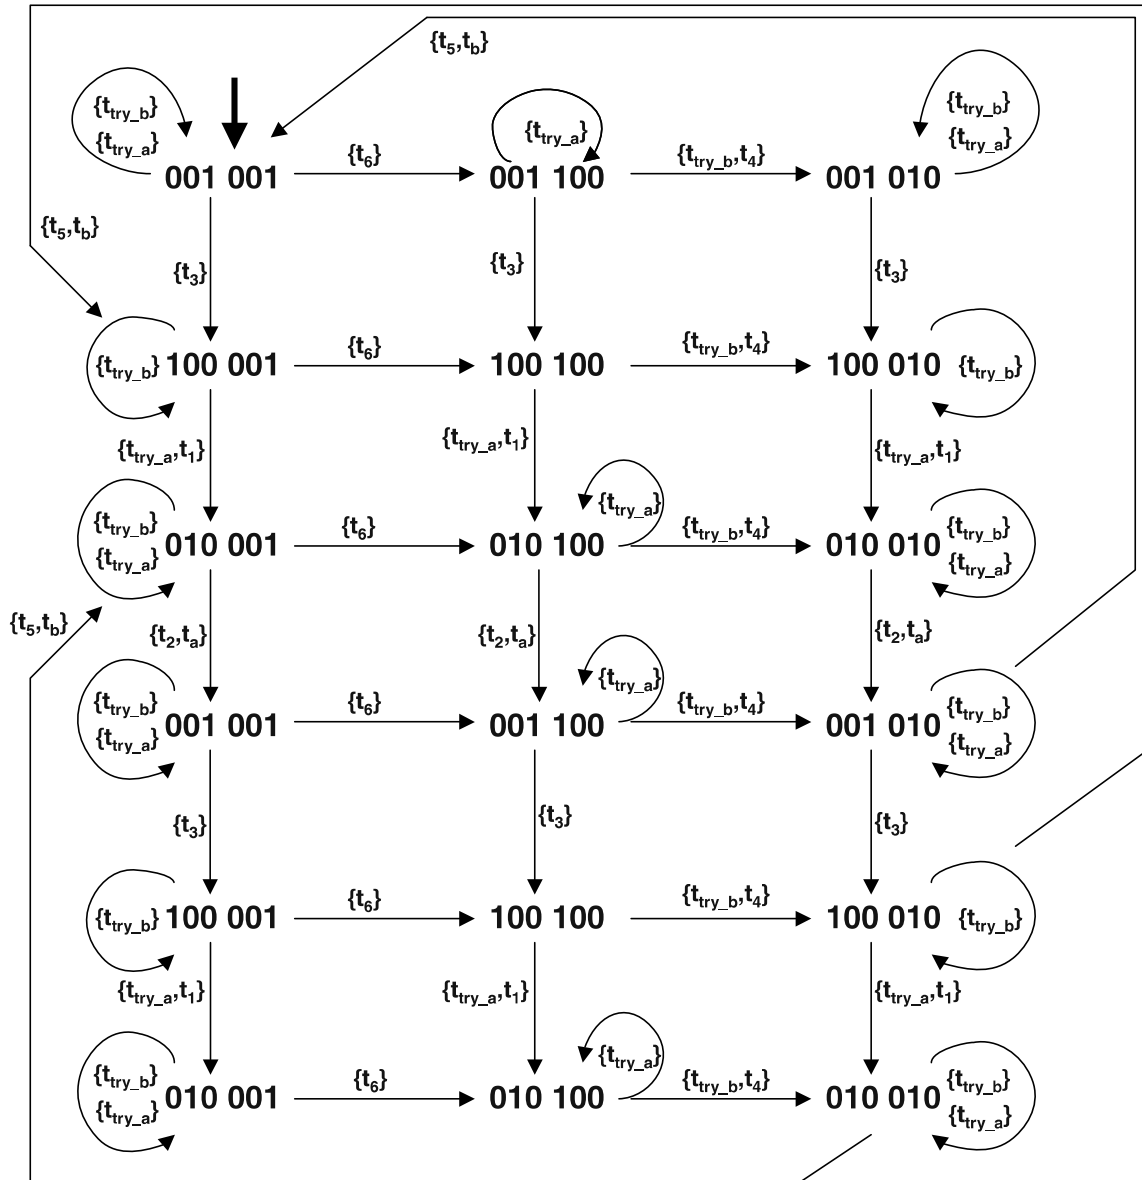 {t5,tb}
{ttry_b}
{ttry_a}
{ttry_a}
{ttry_b}
{ttry_a}
001 001
{t6}
001 100
{ttry_b,t4}
001 010
{t5,tb}
{t3}
{t3}
{t3}
{ttry_b}
100 001
{t6}
100 100
{ttry_b,t4}
100 010
{ttry_b}
{ttry_a,t1}
{ttry_a,t1}
{ttry_a,t1}
{ttry_b}
{ttry_a}
010 001
{t6}
010 100
{ttry_a}
{ttry_b,t4}
010 010
{ttry_b}
{ttry_a}
{t5,tb}
{t2,ta}
{t2,ta}
{t2,ta}
{ttry_b}
{ttry_a}
001 001
{t6}
001 100
{ttry_a}
{ttry_b,t4}
001 010
{ttry_b}
{ttry_a}
{t3}
{t3}
{t3}
{ttry_b}
100 001
{t6}
100 100
{ttry_b,t4}
100 010
{ttry_b}
{ttry_a,t1}
{ttry_a,t1}
{ttry_a,t1}
{ttry_b}
{ttry_a}
010 001
{t6}
010 100
{ttry_a}
{ttry_b,t4}
010 010
{ttry_b}
{ttry_a}